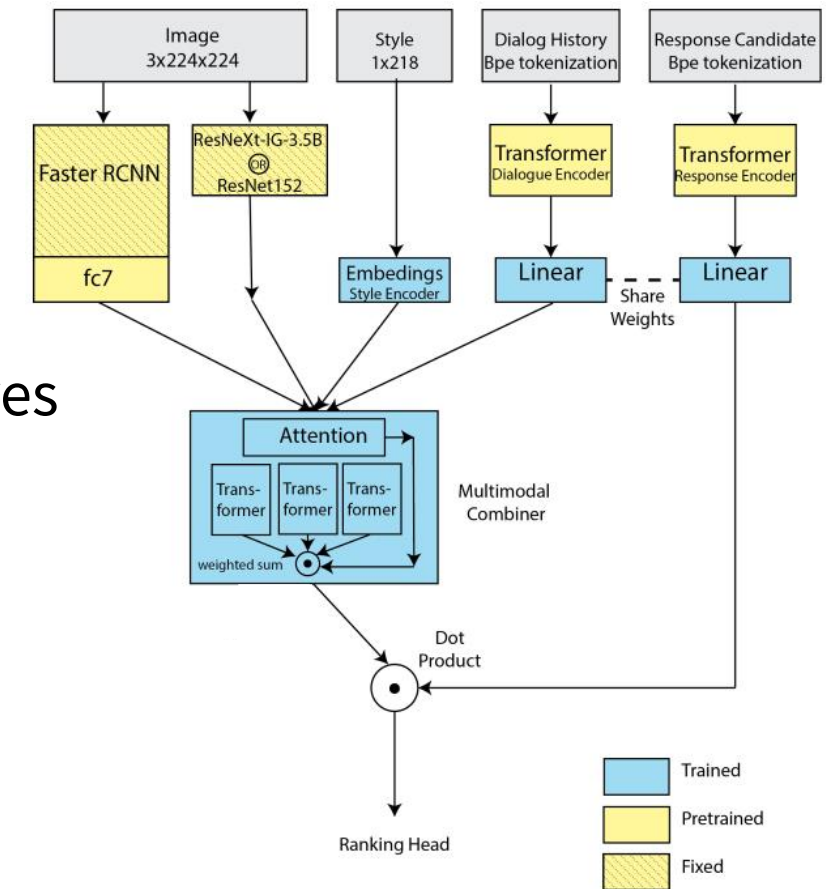 Image
3x224x224
Style
1x218
Dialog History
Bpe tokenization
Response Candidate
Bpe tokenization
Faster RCNN
fc7
ResNeXt-IG-3.5B
OR
ResNet152
Transformer
Dialogue Encoder
Transformer
Response Encoder
Embedings
Style Encoder
Linear
Share
Weights
Linear
es
Attention
Trans-
former
Trans-
former
Trans-
former
weighted sum
Multimodal
Combiner
Dot
Product
Ranking Head
Trained
Pretrained
Fixed